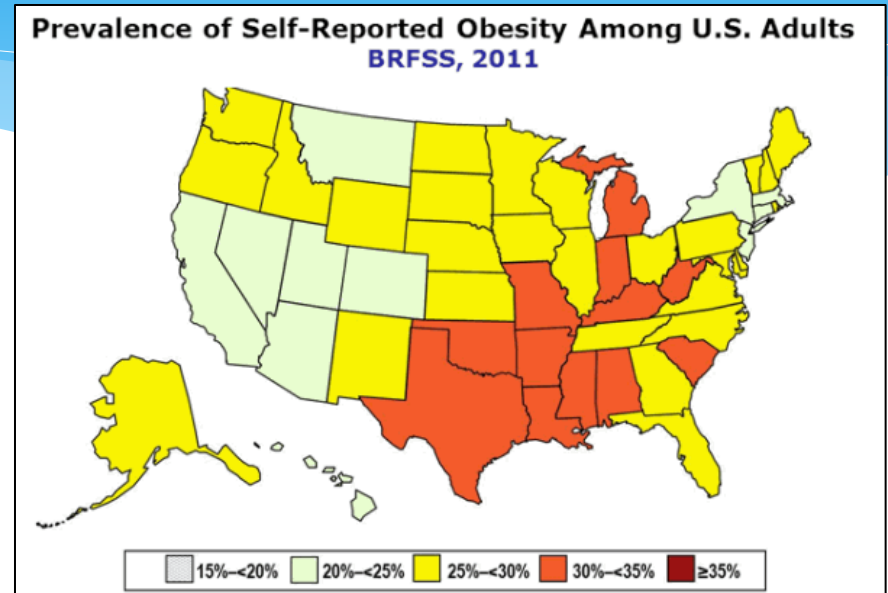 Prevalence of Self-Reported Obesity Among U.S. Adults
BRFSS, 2011
15%–<20% 20%–<25% 25%–<30% 30%–<35% ≥35%